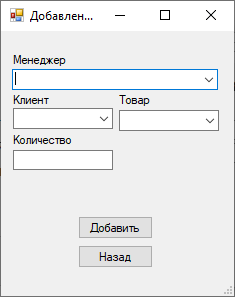 Добавлен...
Менеджер
Клиент Товар
Количество
Добавить
Назад